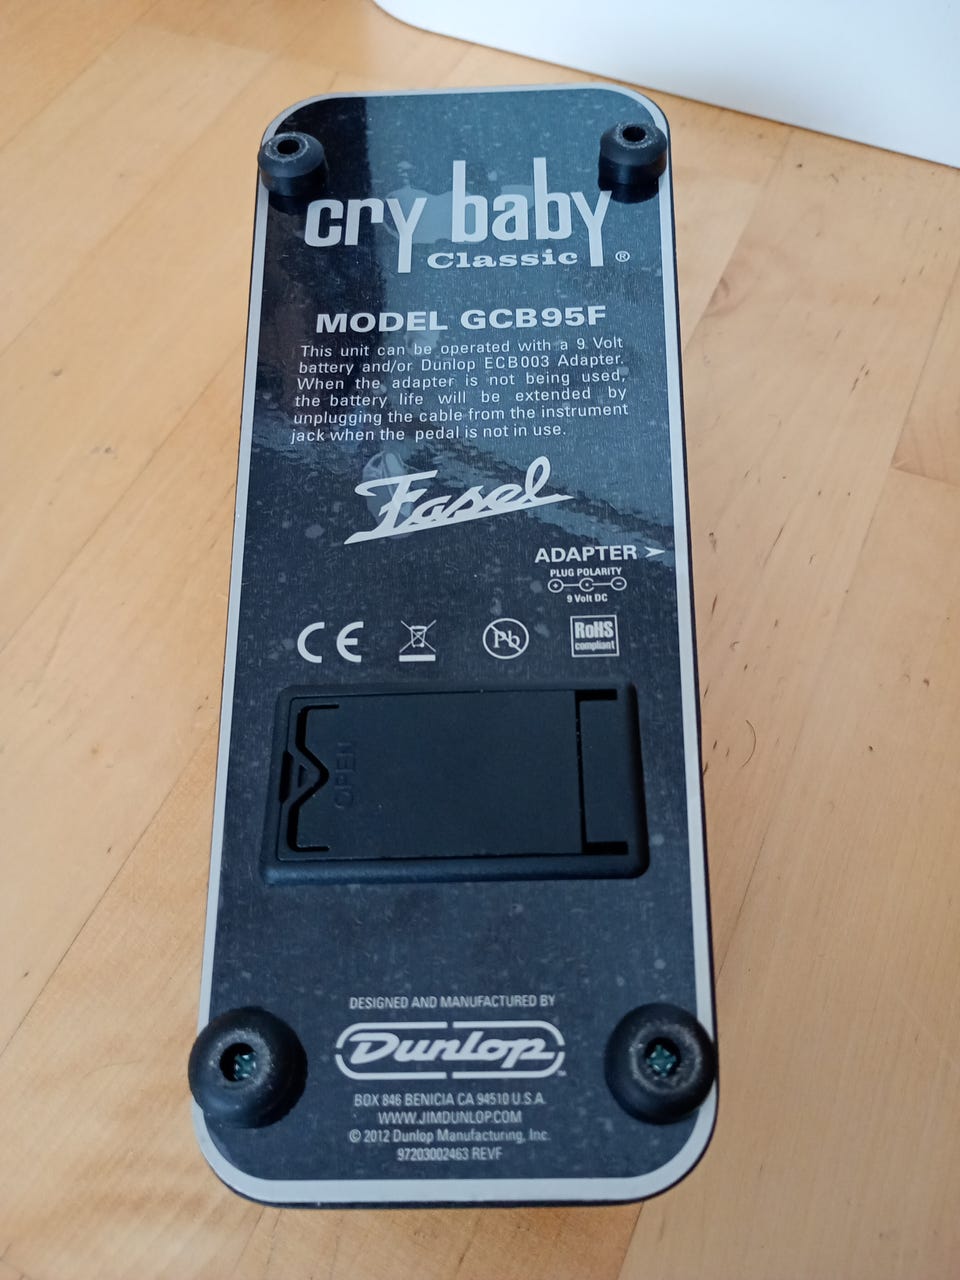 cry baby
Classic ®
MODEL GCB95F
This unit can be operated with a 9 Volt
battery and/or Dunlop ECB003 Adapter.
When the adapter is not being used,
the battery life will be extended by
unplugging the cable from the instrument
jack when the pedal is not in use.
Fasel
ADAPTER
PLUG POLARITY
+ −
9 Volt DC
CE Pb RoHS
compliant
OPEN
DESIGNED AND MANUFACTURED BY
Dunlop™
BOX 846 BENICIA CA 94510 U.S.A.
WWW.JIMDUNLOP.COM
© 2012 Dunlop Manufacturing, Inc.
97203002463 REVF